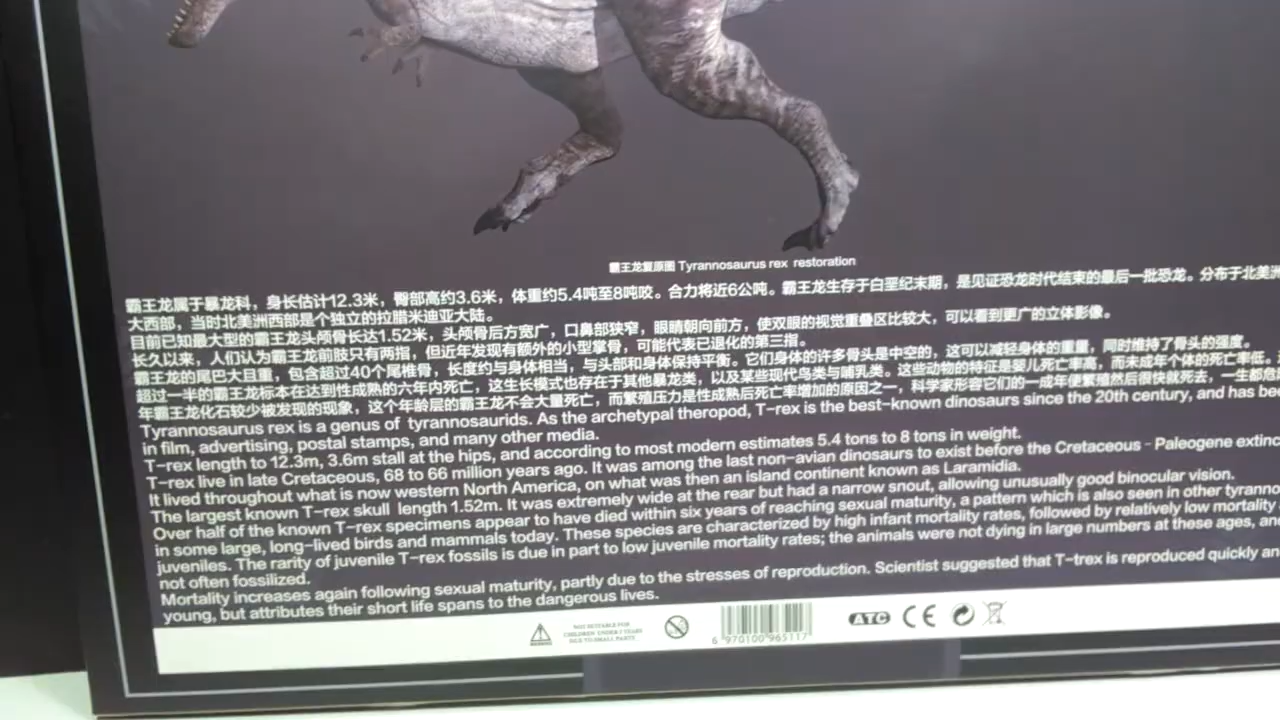 霸王龙复原图 Tyrannosaurus rex restoration
霸王龙属于暴龙科，身长估计12.3米，臀部高约3.6米，体重约5.4吨至8吨咬。合力将近6公吨。霸王龙生存于白垩纪末期，是见证恐龙时代结束的最后一批恐龙。分布于北美洲
大西部，当时北美洲西部是个独立的拉腊米迪亚大陆。
目前已知最大型的霸王龙头颅骨长达1.52米，头颅骨后方宽广，口鼻部狭窄，眼睛朝向前方，使双眼的视觉重叠区比较大，可以看到更广的立体影像。
长久以来，人们认为霸王龙前肢只有两指，但近年发现有额外的小型掌骨，可能代表已退化的第三指。
霸王龙的尾巴大且重，包含超过40个尾椎骨，长度约与身体相当，与头部和身体保持平衡。它们身体的许多骨头是中空的，这可以减轻身体的重量，同时维持了骨头的强度。
超过一半的霸王龙标本在达到性成熟的六年内死亡，这生长模式也存在于其他暴龙类，以及某些现代鸟类与哺乳类。这些动物的特征是婴儿死亡率高，而未成年个体的死亡率低。
年霸王龙化石较少被发现的现象，这个年龄层的霸王龙不会大量死亡，而繁殖压力是性成熟后死亡率增加的原因之一，科学家形容它们的一成年便繁殖然后很快就死去，一生都危
Tyrannosaurus rex is a genus of tyrannosaurids. As the archetypal theropod, T-rex is the best-known dinosaurs since the 20th century, and has bee
in film, advertising, postal stamps, and many other media.
T-rex length to 12.3m, 3.6m stall at the hips, and according to most modern estimates 5.4 tons to 8 tons in weight.
T-rex live in late Cretaceous, 68 to 66 million years ago. It was among the last non-avian dinosaurs to exist before the Cretaceous - Paleogene extinc
It lived throughout what is now western North America, on what was then an island continent known as Laramidia.
The largest known T-rex skull length 1.52m. It was extremely wide at the rear but had a narrow snout, allowing unusually good binocular vision.
Over half of the known T-rex specimens appear to have died within six years of reaching sexual maturity, a pattern which is also seen in other tyranno
in some large, long-lived birds and mammals today. These species are characterized by high infant mortality rates, followed by relatively low mortality
juveniles. The rarity of juvenile T-rex fossils is due in part to low juvenile mortality rates; the animals were not dying in large numbers at these ages, an
not often fossilized.
Mortality increases again following sexual maturity, partly due to the stresses of reproduction. Scientist suggested that T-trex is reproduced quickly an
young, but attributes their short life spans to the dangerous lives.
WARNING
NOT SUITABLE FOR
CHILDREN UNDER 3 YEARS
DUE TO SMALL PARTS
6 970100 965117
ATC
CE